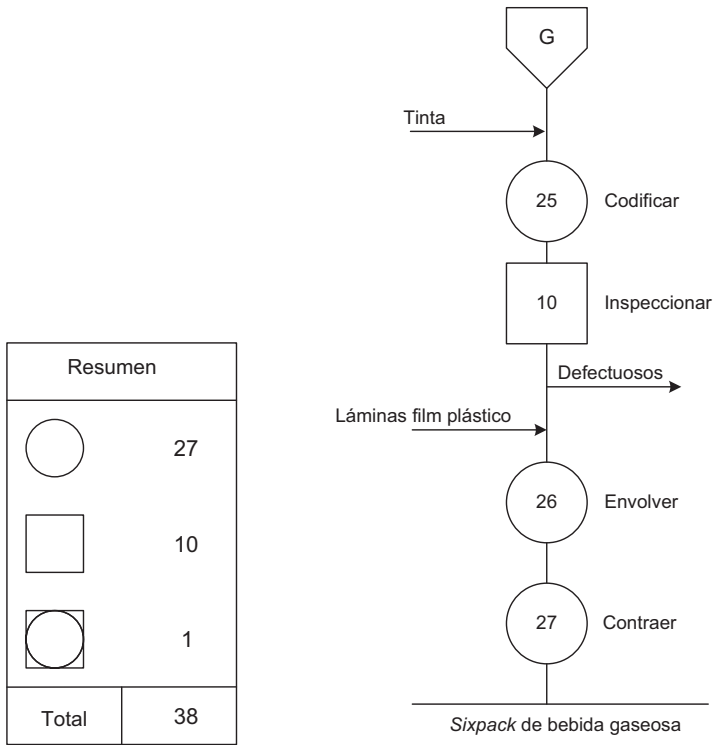 G
Tinta
25 Codificar
10 Inspeccionar
Defectuosos
Láminas film plástico
26 Envolver
27 Contraer
Sixpack de bebida gaseosa
Resumen
27
10
1
Total 38